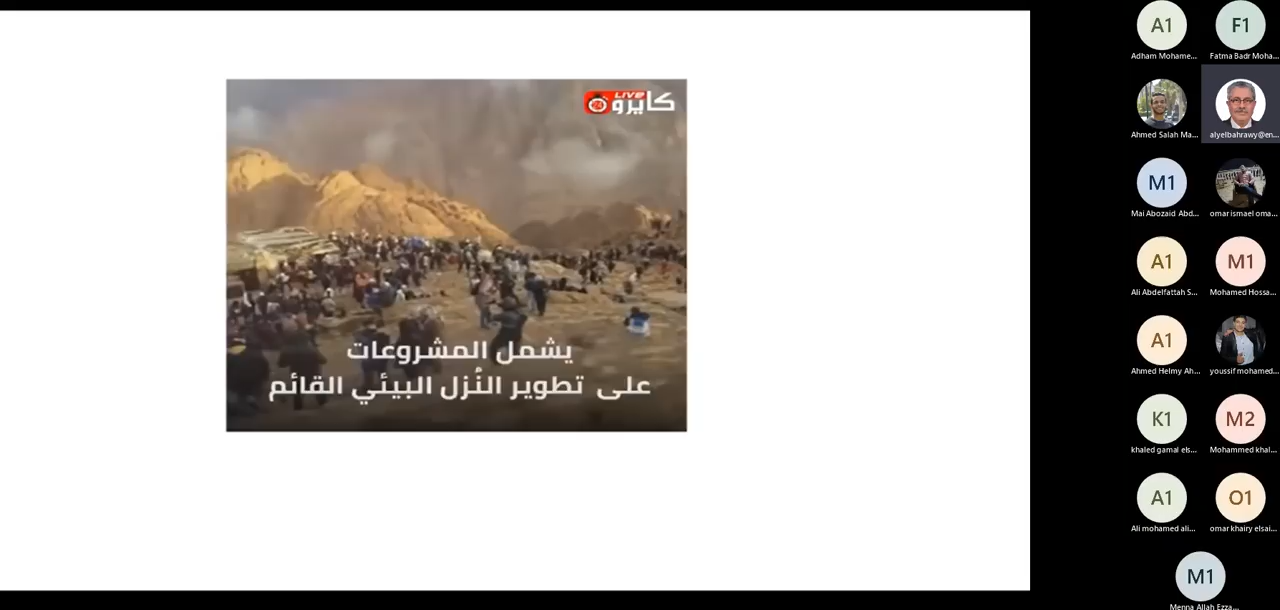 LIVE
كايرو
24
يشمل المشروعات
على تطوير النُزل البيئي القائم
A1
F1
Adham Mohame...
Fatma Badr Moha...
Ahmed Salah Ma...
alyelbahrawy@en...
M1
Mai Abozaid Abd...
omar ismael oma...
A1
M1
Ali Abdelfattah S...
Mohamed Hossa...
A1
Ahmed Helmy Ah...
youssif mohamed...
K1
M2
khaled gamal els...
Mohammed khal...
A1
O1
Ali mohamed ali...
omar khairy elsai...
M1
Menna Allah Ezza...